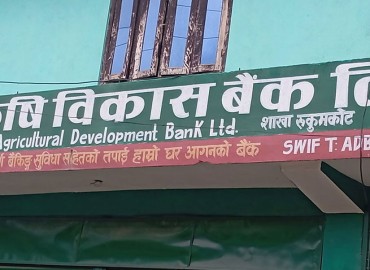 कृषि विकास बैंक लि
Agricultural Development Bank Ltd. शाखा रुकुमकोट
बैकिङ्ग सुविधा सहितको तपाई हाम्रो घर आगनको बैंक SWIFT ADB